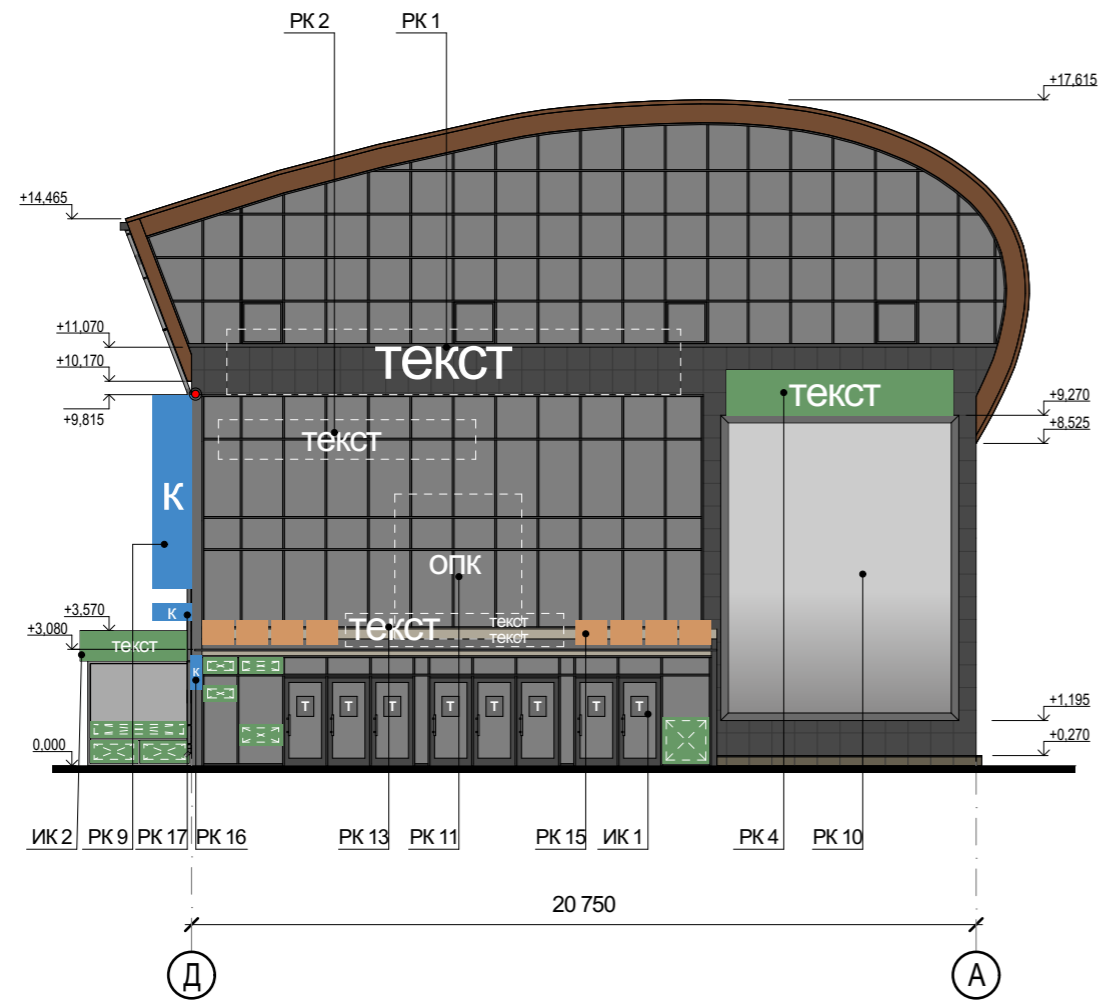 РК 2
РК 1
+17,615
+14,465
+11,070
+10,170
+9,815
текст
текст
+9,270
+8,525
текст
К
опк
К
+3,570
+3,080
текст
текст
текст
текст
К
Т Т Т Т Т Т Т Т
+1,195
+0,270
0,000
ИК 2 РК 9 РК 17 РК 16 РК 13 РК 11 РК 15 ИК 1 РК 4 РК 10
20 750
Д А